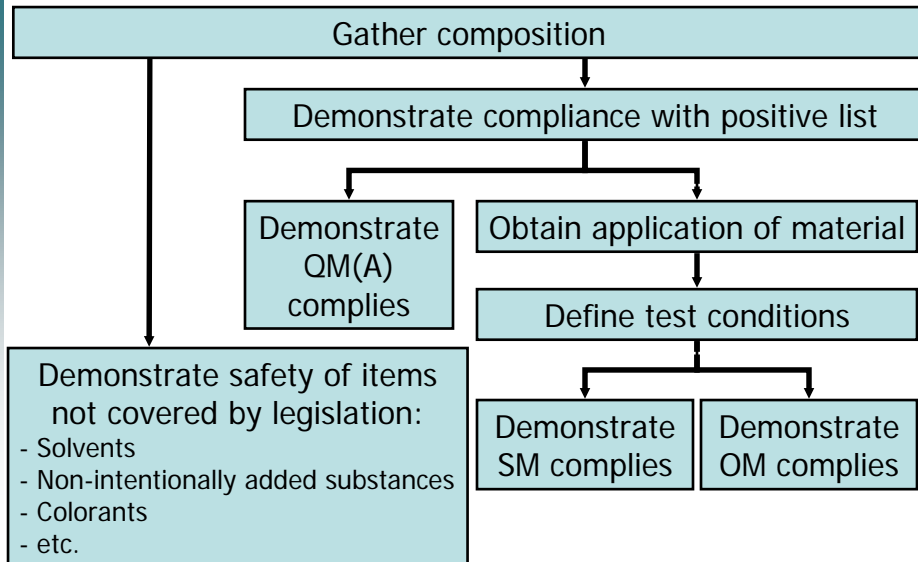 Gather composition
Demonstrate compliance with positive list
Demonstrate
QM(A)
complies
Obtain application of material
Define test conditions
Demonstrate safety of items
not covered by legislation:
- Solvents
- Non-intentionally added substances
- Colorants
- etc.
Demonstrate
SM complies
Demonstrate
OM complies